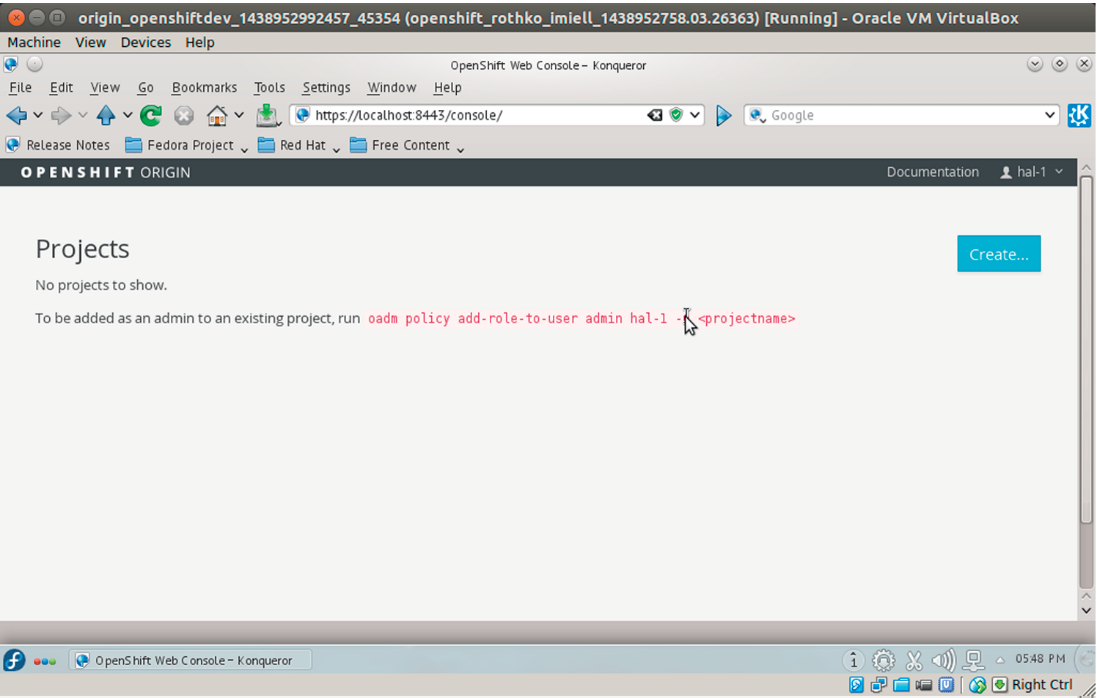 origin_openshiftdev_1438952992457_45354 (openshift_rothko_imiell_1438952758.03.26363) [Running] - Oracle VM VirtualBox
Machine View Devices Help
OpenShift Web Console – Konqueror
File Edit View Go Bookmarks Tools Settings Window Help
https://localhost:8443/console/ Google
Release Notes Fedora Project Red Hat Free Content
OPENSHIFT ORIGIN Documentation hal-1
Projects
Create...
No projects to show.
To be added as an admin to an existing project, run oadm policy add-role-to-user admin hal-1 - <projectname>
OpenShift Web Console – Konqueror 05:48 PM
Right Ctrl